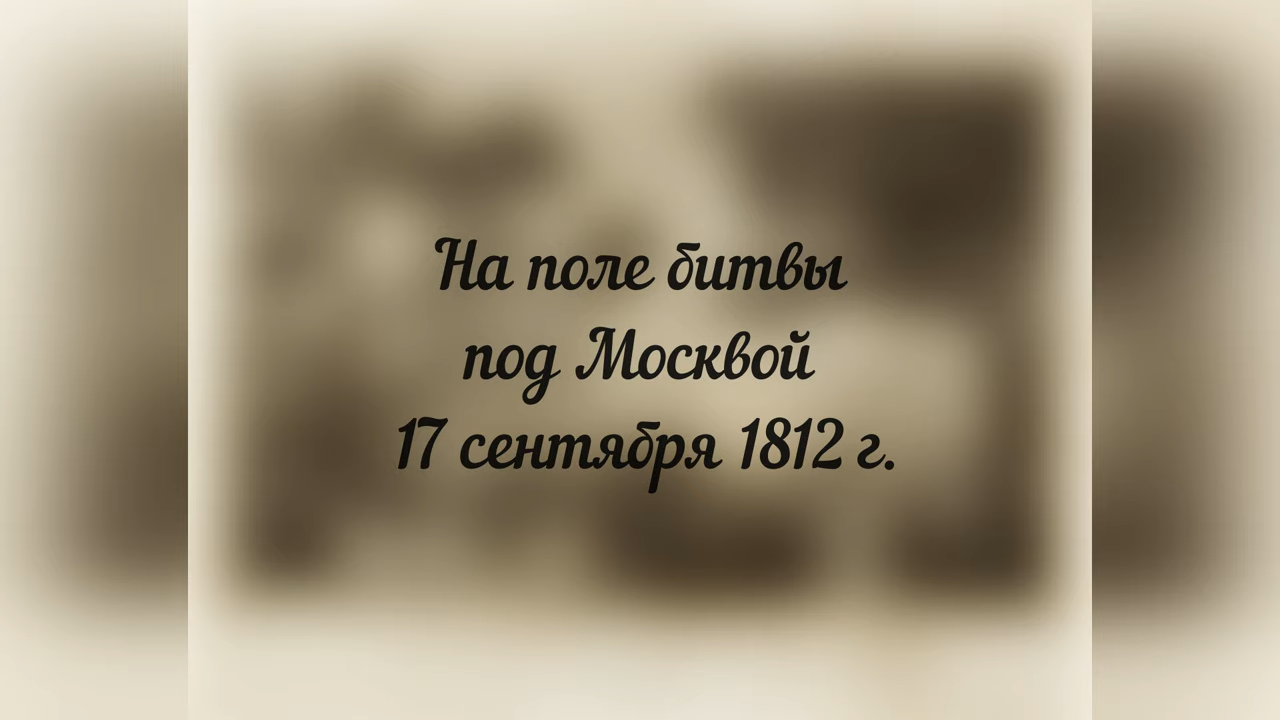 На поле битвы
под Москвой
17 сентября 1812 г.